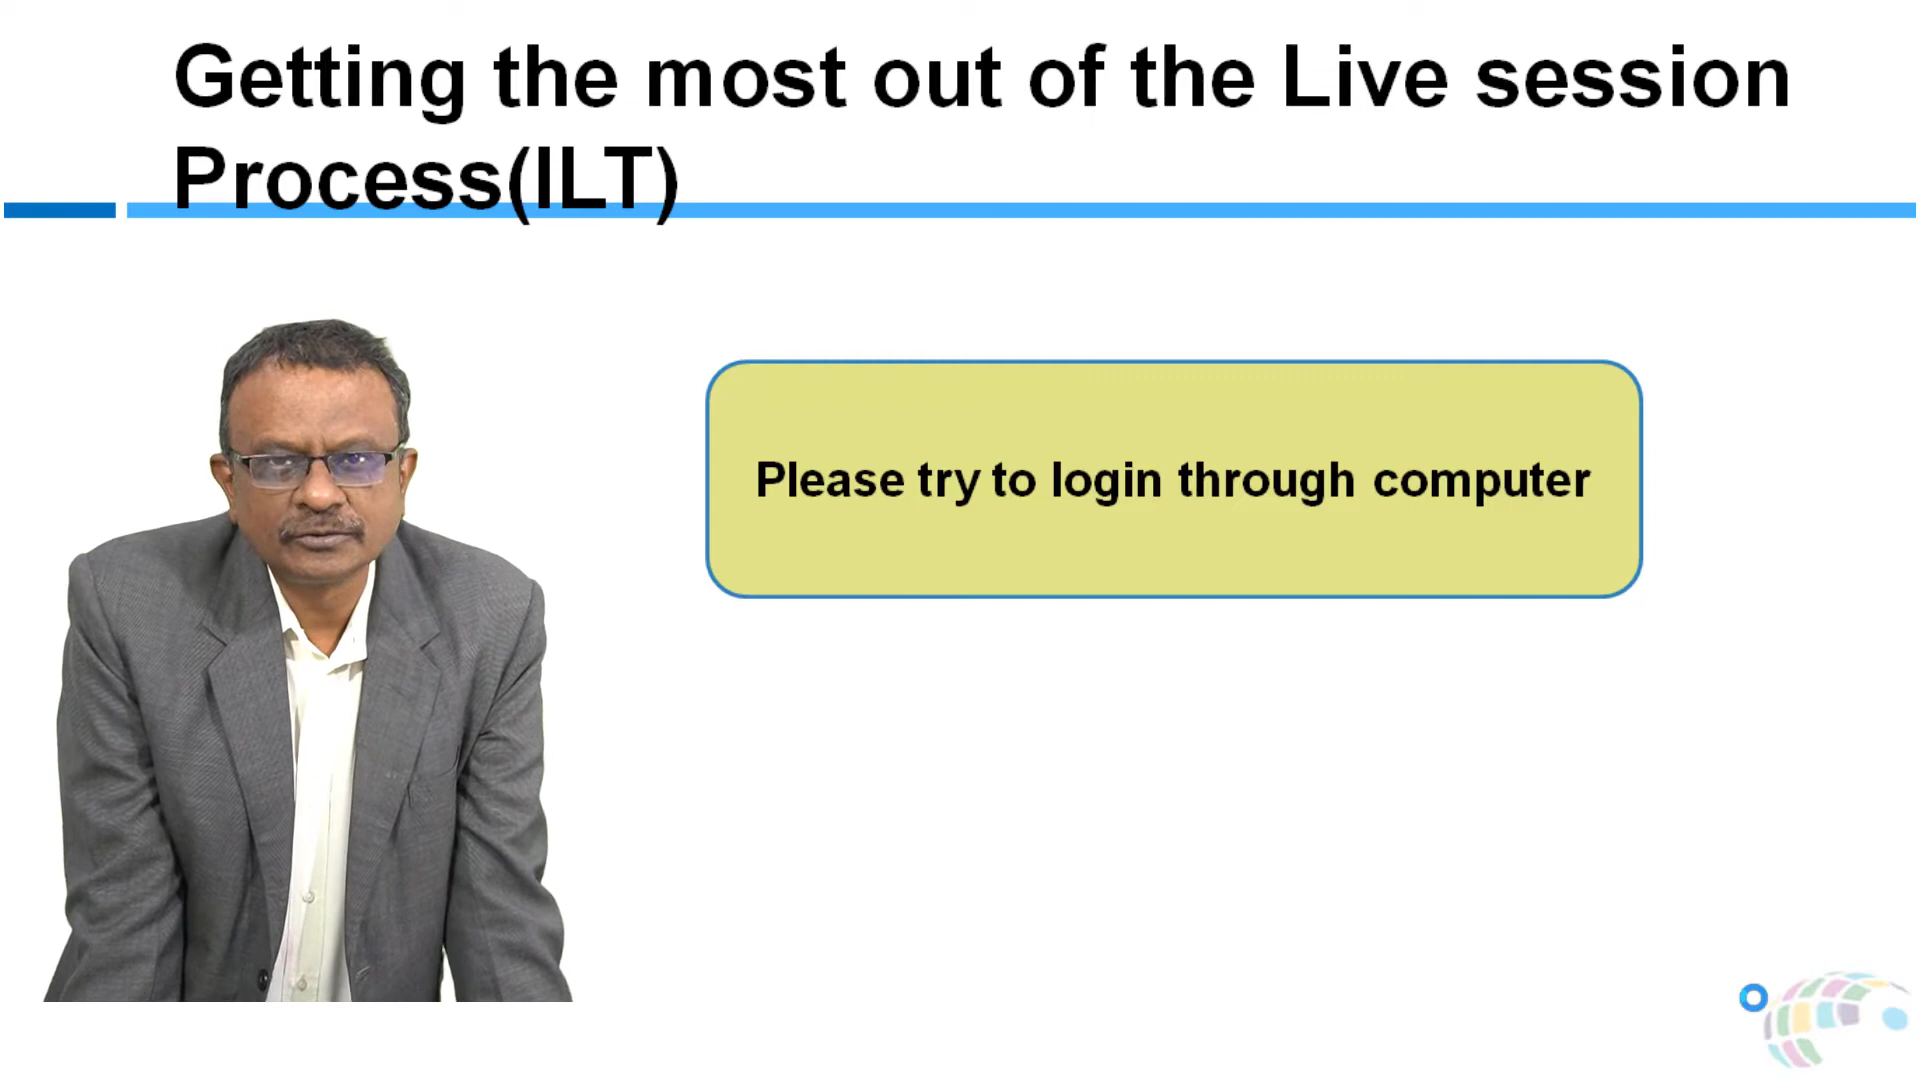 Getting the most out of the Live session
Process(ILT)
Please try to login through computer